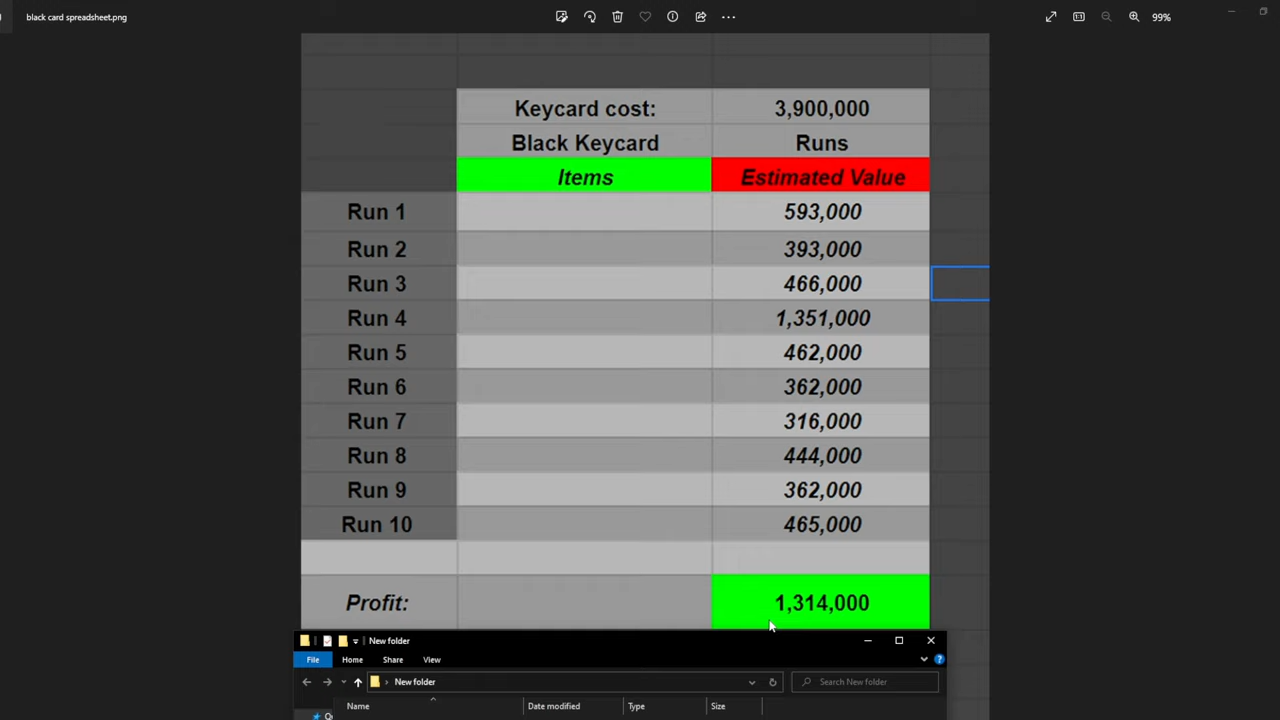 black card spreadsheet.png
99%
Keycard cost: 3,900,000
Black Keycard Runs
Items Estimated Value
Run 1 593,000
Run 2 393,000
Run 3 466,000
Run 4 1,351,000
Run 5 462,000
Run 6 362,000
Run 7 316,000
Run 8 444,000
Run 9 362,000
Run 10 465,000
Profit: 1,314,000
New folder
File Home Share View
New folder Search New folder
Name Date modified Type Size